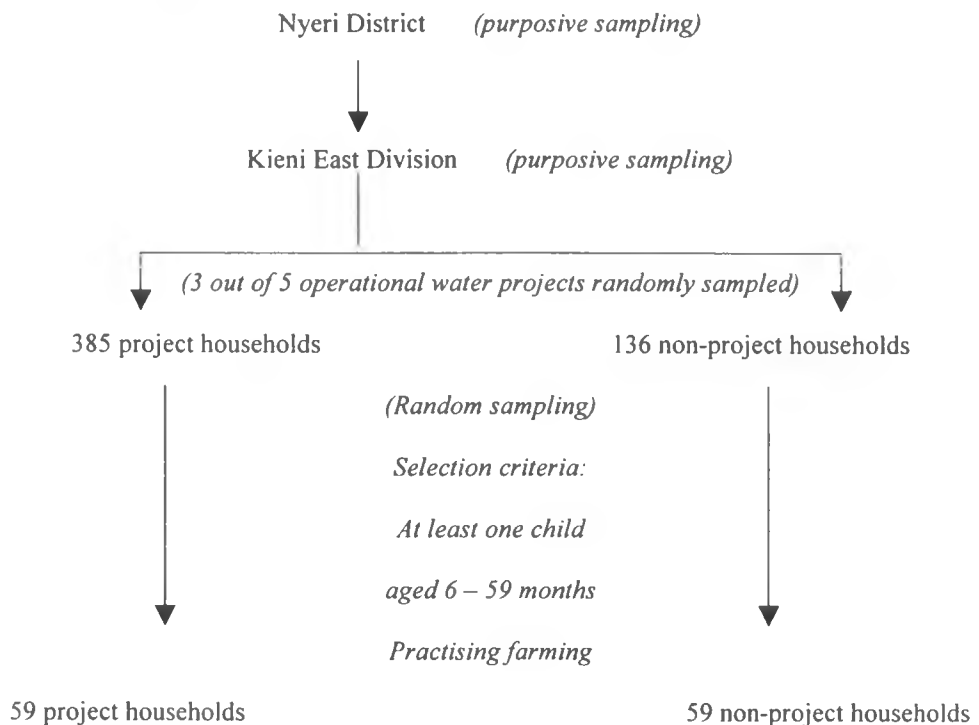 Nyeri District (purposive sampling)
Kieni East Division (purposive sampling)
(3 out of 5 operational water projects randomly sampled)
385 project households 136 non-project households
(Random sampling)
Selection criteria:
At least one child
aged 6 – 59 months
Practising farming
59 project households 59 non-project households